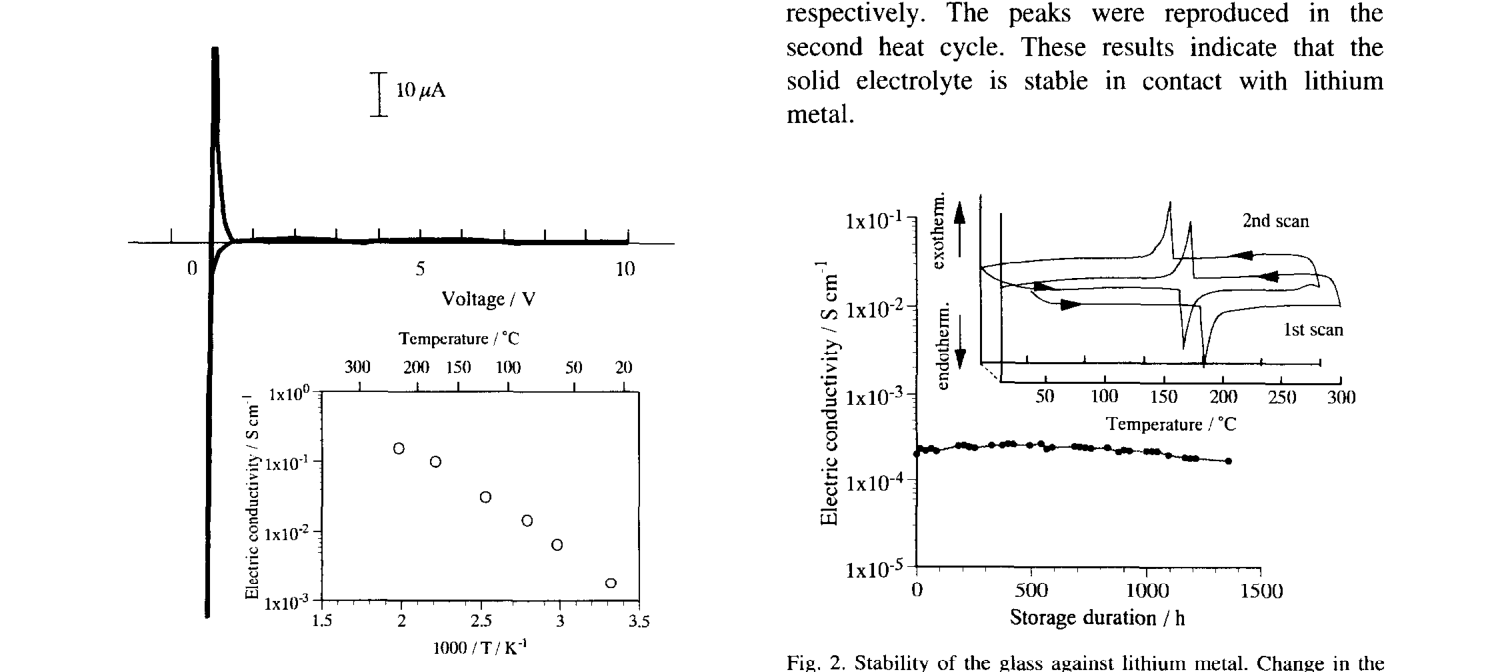 10 μA
0
5
10
Voltage / V
Temperature / °C
300 200 150 100 50 20
Electric conductivity / S cm⁻¹
1x10⁰
1x10⁻¹
1x10⁻²
1x10⁻³
1.5 2 2.5 3 3.5
1000 / T / K⁻¹
respectively. The peaks were reproduced in the
second heat cycle. These results indicate that the
solid electrolyte is stable in contact with lithium
metal.
exotherm.
endotherm.
2nd scan
1st scan
50 100 150 200 250 300
Temperature / °C
Electric conductivity / S cm⁻¹
1x10⁻¹
1x10⁻²
1x10⁻³
1x10⁻⁴
1x10⁻⁵
0 500 1000 1500
Storage duration / h
Fig. 2. Stability of the glass against lithium metal. Change in the